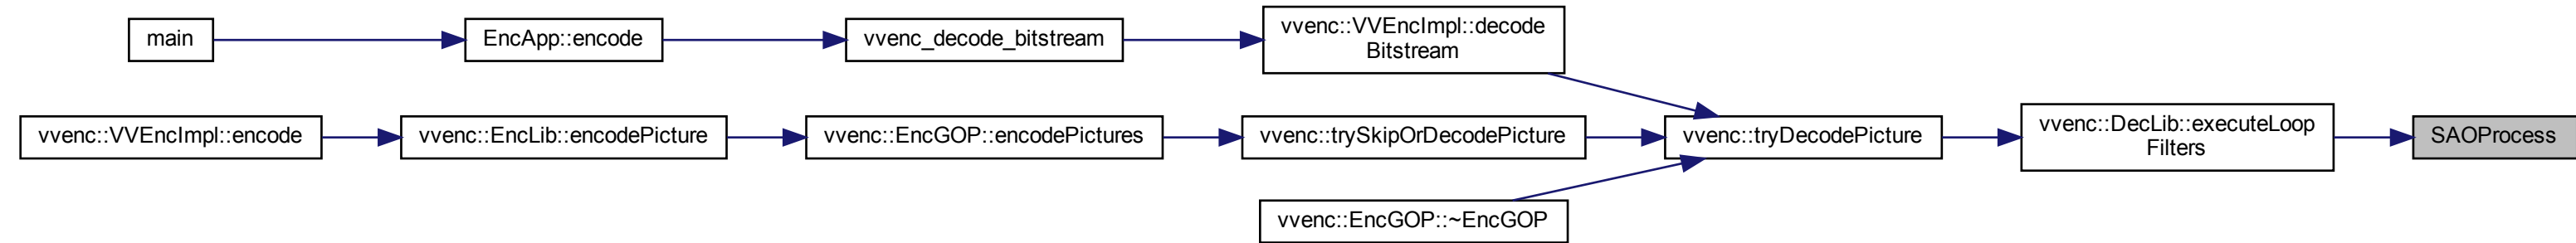 main
EncApp::encode
vvenc_decode_bitstream
vvenc::VVEncImpl::decode
Bitstream
vvenc::VVEncImpl::encode
vvenc::EncLib::encodePicture
vvenc::EncGOP::encodePictures
vvenc::trySkipOrDecodePicture
vvenc::tryDecodePicture
vvenc::DecLib::executeLoop
Filters
SAOProcess
vvenc::EncGOP::~EncGOP